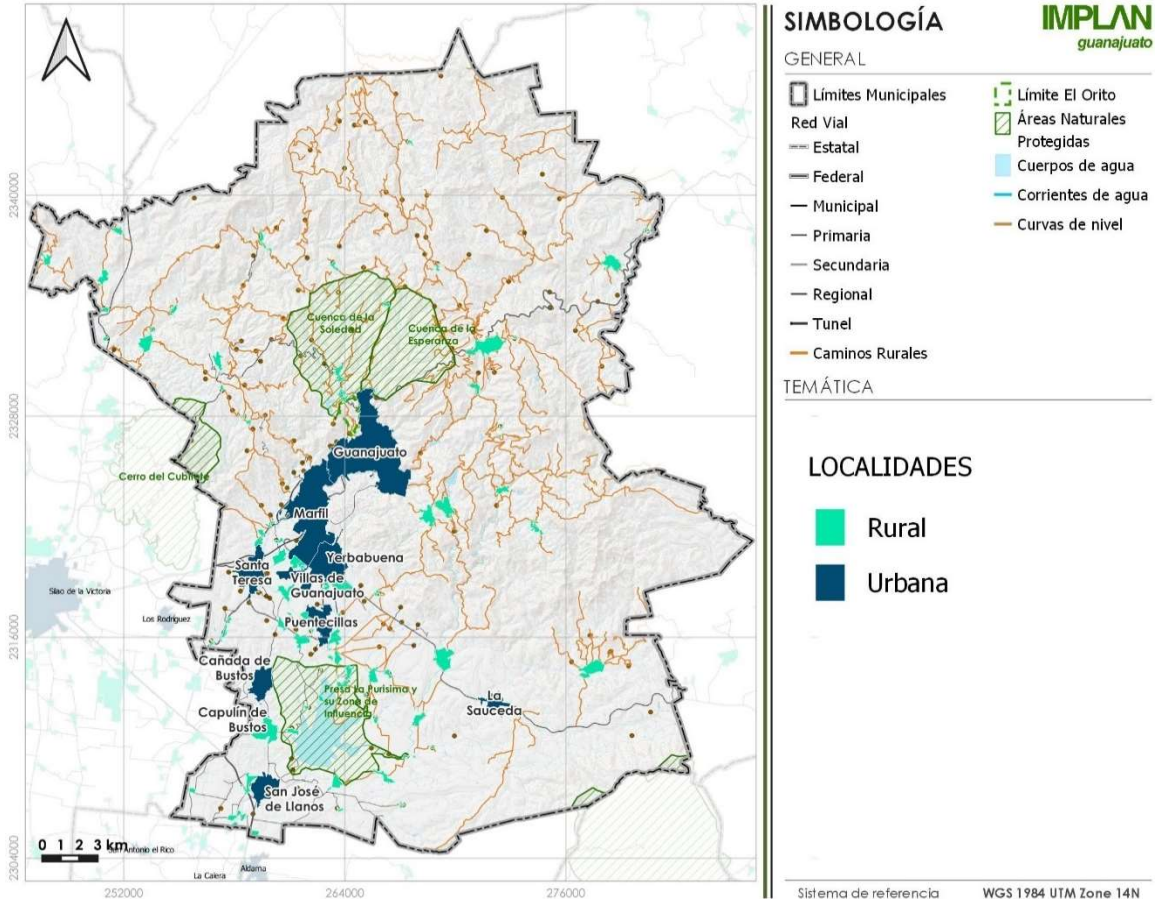 SIMBOLOGÍA
IMPLAN
guanajuato
GENERAL
Límites Municipales
Red Vial
Estatal
Federal
Municipal
Primaria
Secundaria
Regional
Tunel
Caminos Rurales
Límite El Orito
Áreas Naturales
Protegidas
Cuerpos de agua
Corrientes de agua
Curvas de nivel
TEMÁTICA
LOCALIDADES
Rural
Urbana
Sistema de referencia
WGS 1984 UTM Zone 14N
2340000
2328000
2316000
2304000
252000
264000
276000
Cuenca de la
Soledad
Cuenca de la
Esperanza
Guanajuato
Cerro del Cubilete
Marfil
Yerbabuena
Santa
Teresa
Villas de
Guanajuato
Puentecillas
Silao de la Victoria
Los Rodríguez
Cañada de
Bustos
Presa La Purisima y
su Zona de
Influencia
Capulín de
Bustos
La
Sauceda
San José
de Llanos
0 1 2 3 km
Antonio el Rico
La Calera
Aldama